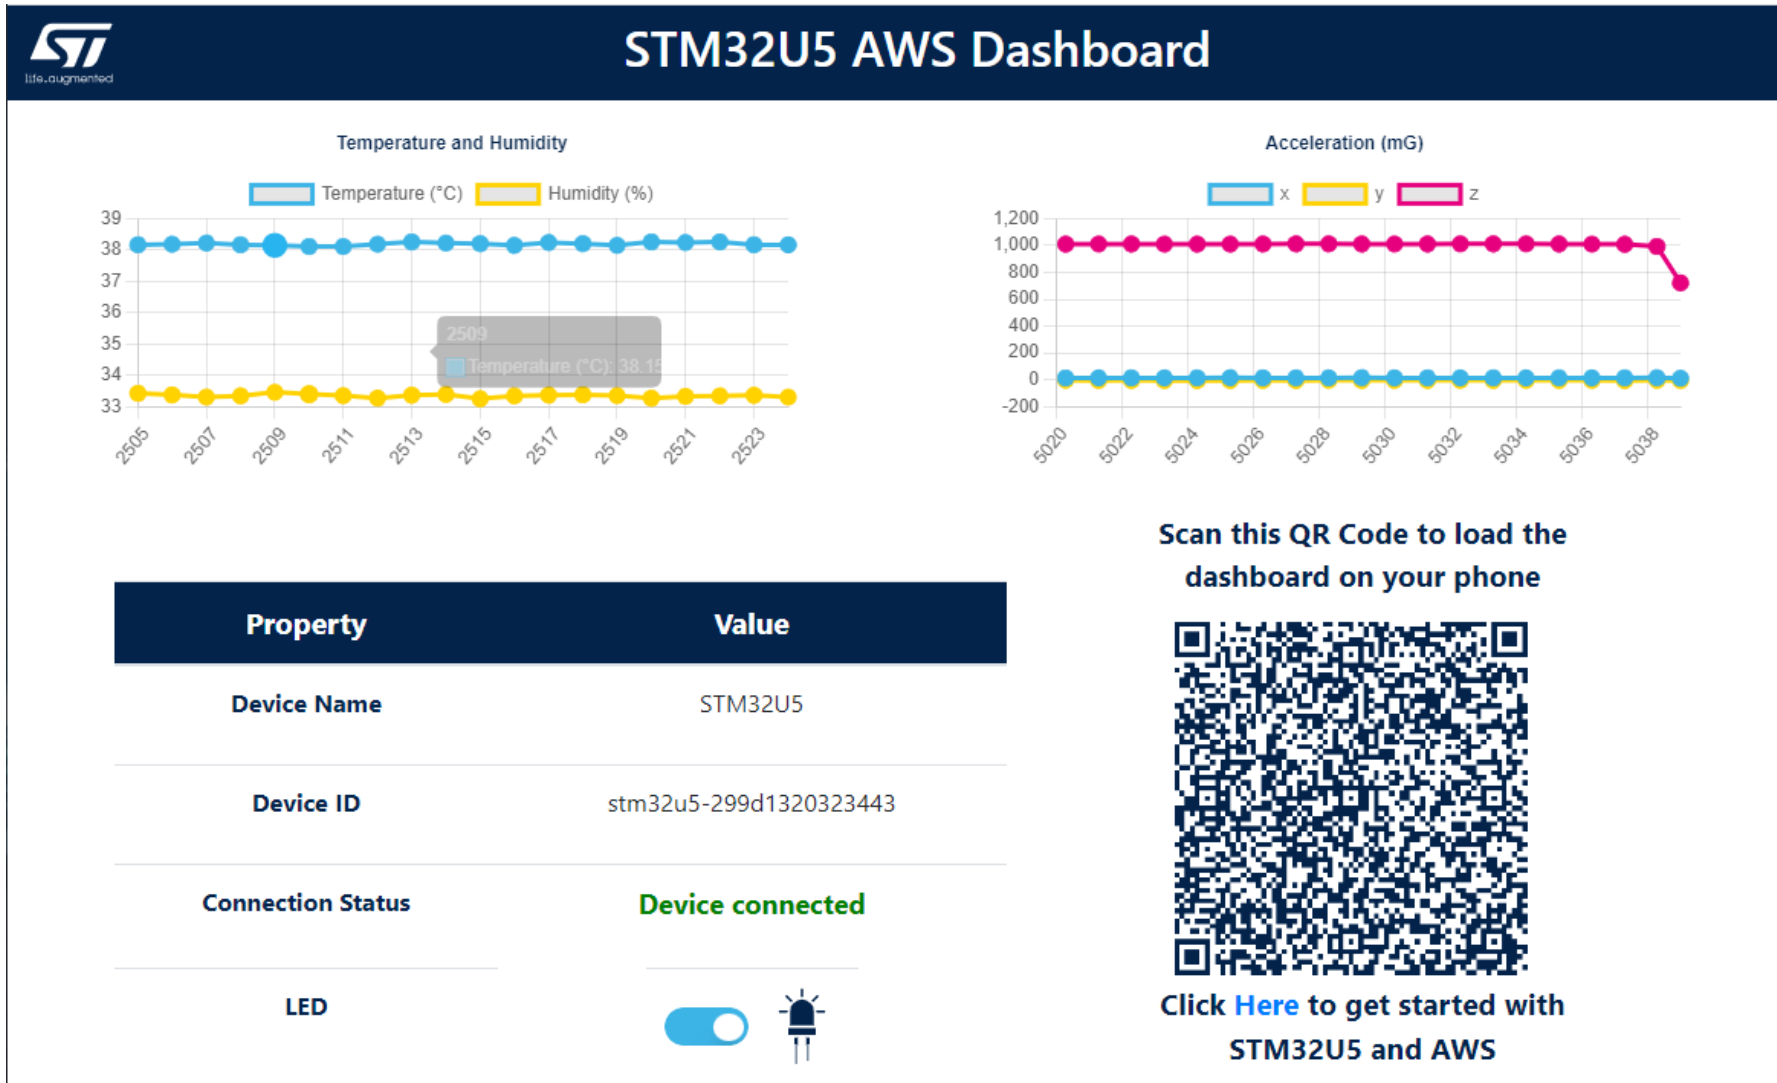 life.augmented
STM32U5 AWS Dashboard
Temperature and Humidity
Temperature (°C) Humidity (%)
39
38
37
36
35
34
33
2509
Temperature (°C): 38.15
2505 2507 2509 2511 2513 2515 2517 2519 2521 2523
Acceleration (mG)
x y z
1,200
1,000
800
600
400
200
0
-200
5020 5022 5024 5026 5028 5030 5032 5034 5036 5038
Property Value
Device Name STM32U5
Device ID stm32u5-299d1320323443
Connection Status Device connected
LED
Scan this QR Code to load the
dashboard on your phone
Click Here to get started with
STM32U5 and AWS